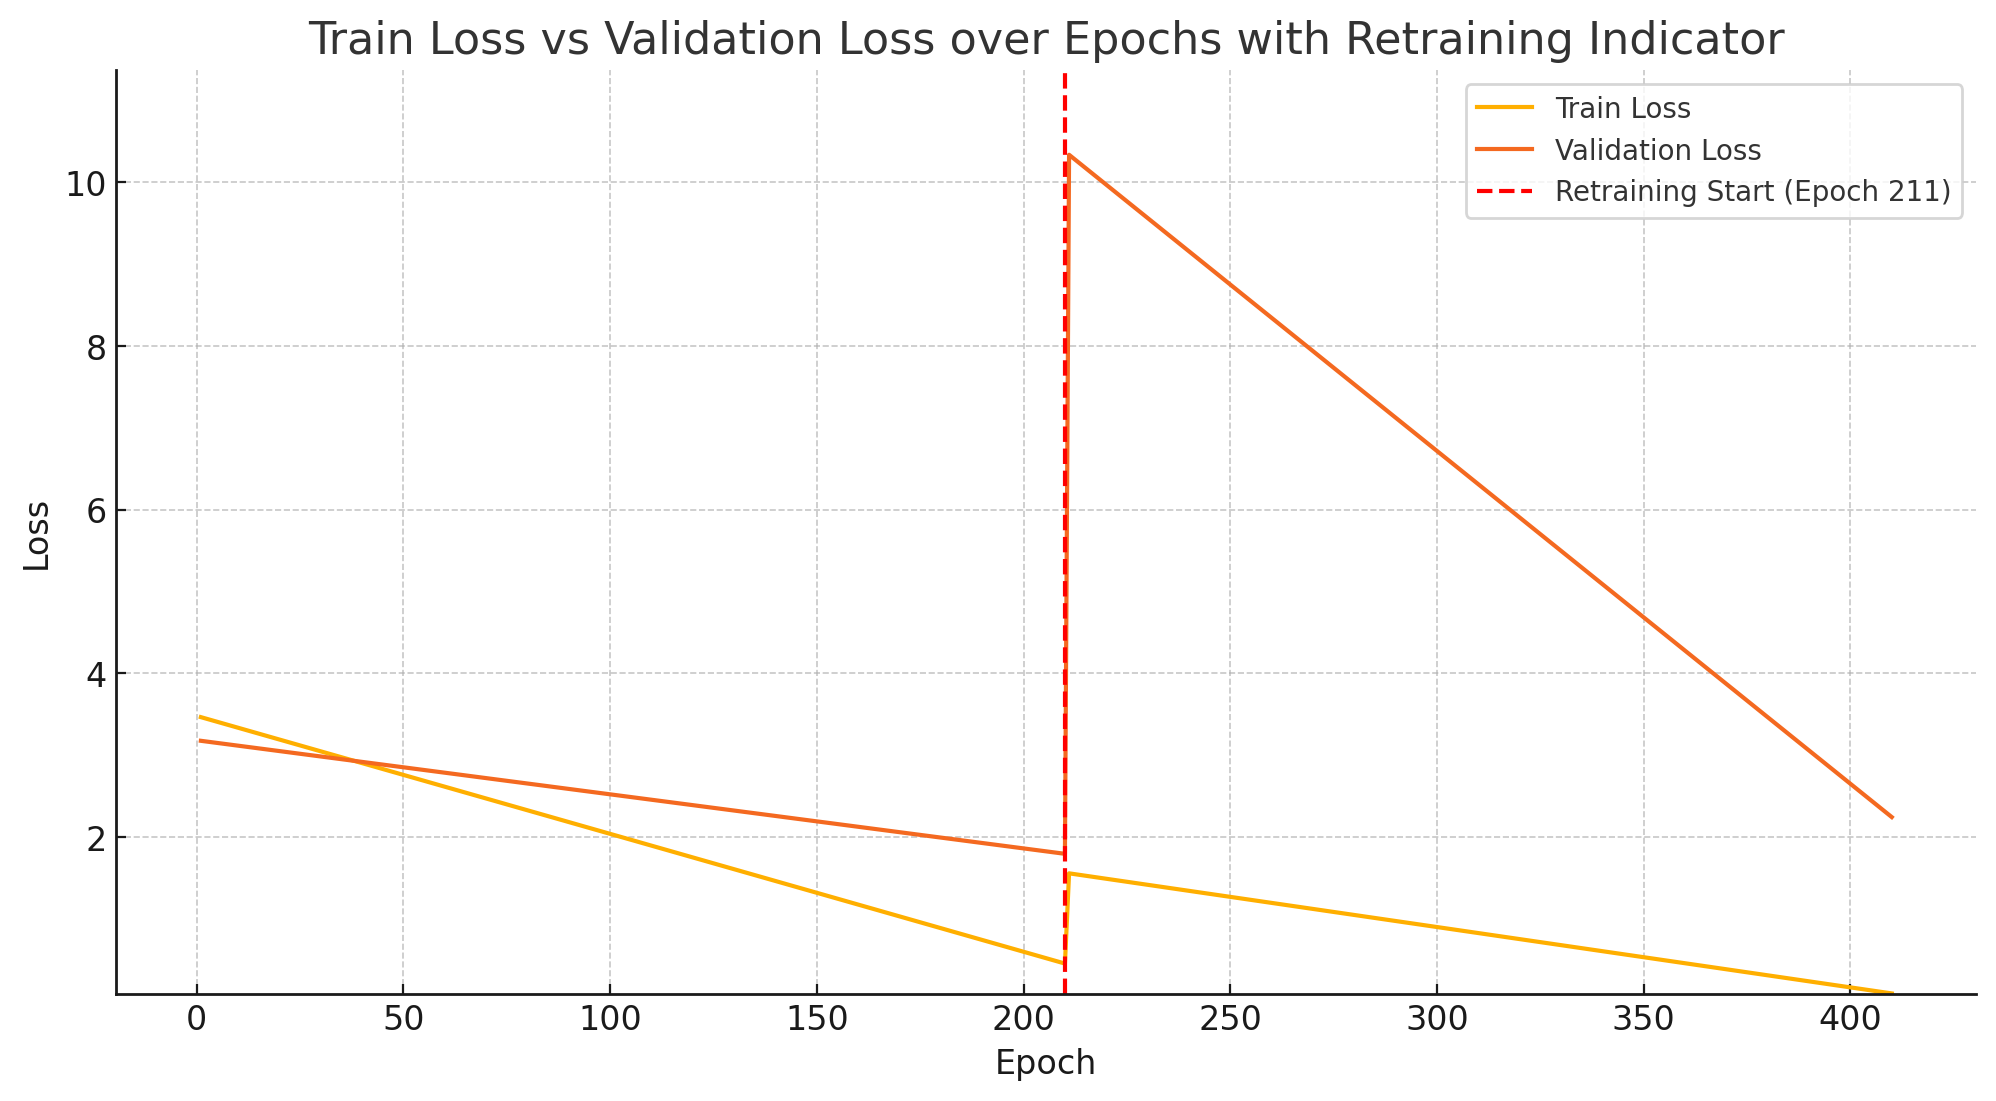 Train Loss vs Validation Loss over Epochs with Retraining Indicator
Train Loss
Validation Loss
Retraining Start (Epoch 211)
Loss
10
8
6
4
2
0 50 100 150 200 250 300 350 400
Epoch